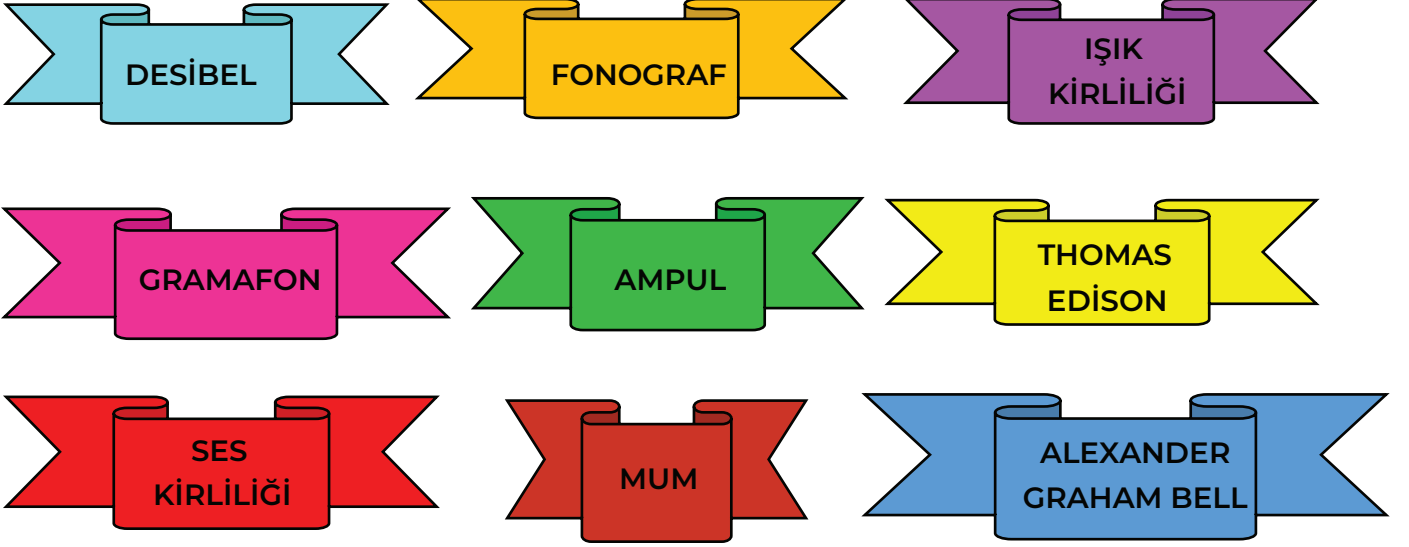 DESİBEL
FONOGRAF
IŞIK
KİRLİLİĞİ
GRAMAFON
AMPUL
THOMAS
EDİSON
SES
KİRLİLİĞİ
MUM
ALEXANDER
GRAHAM BELL